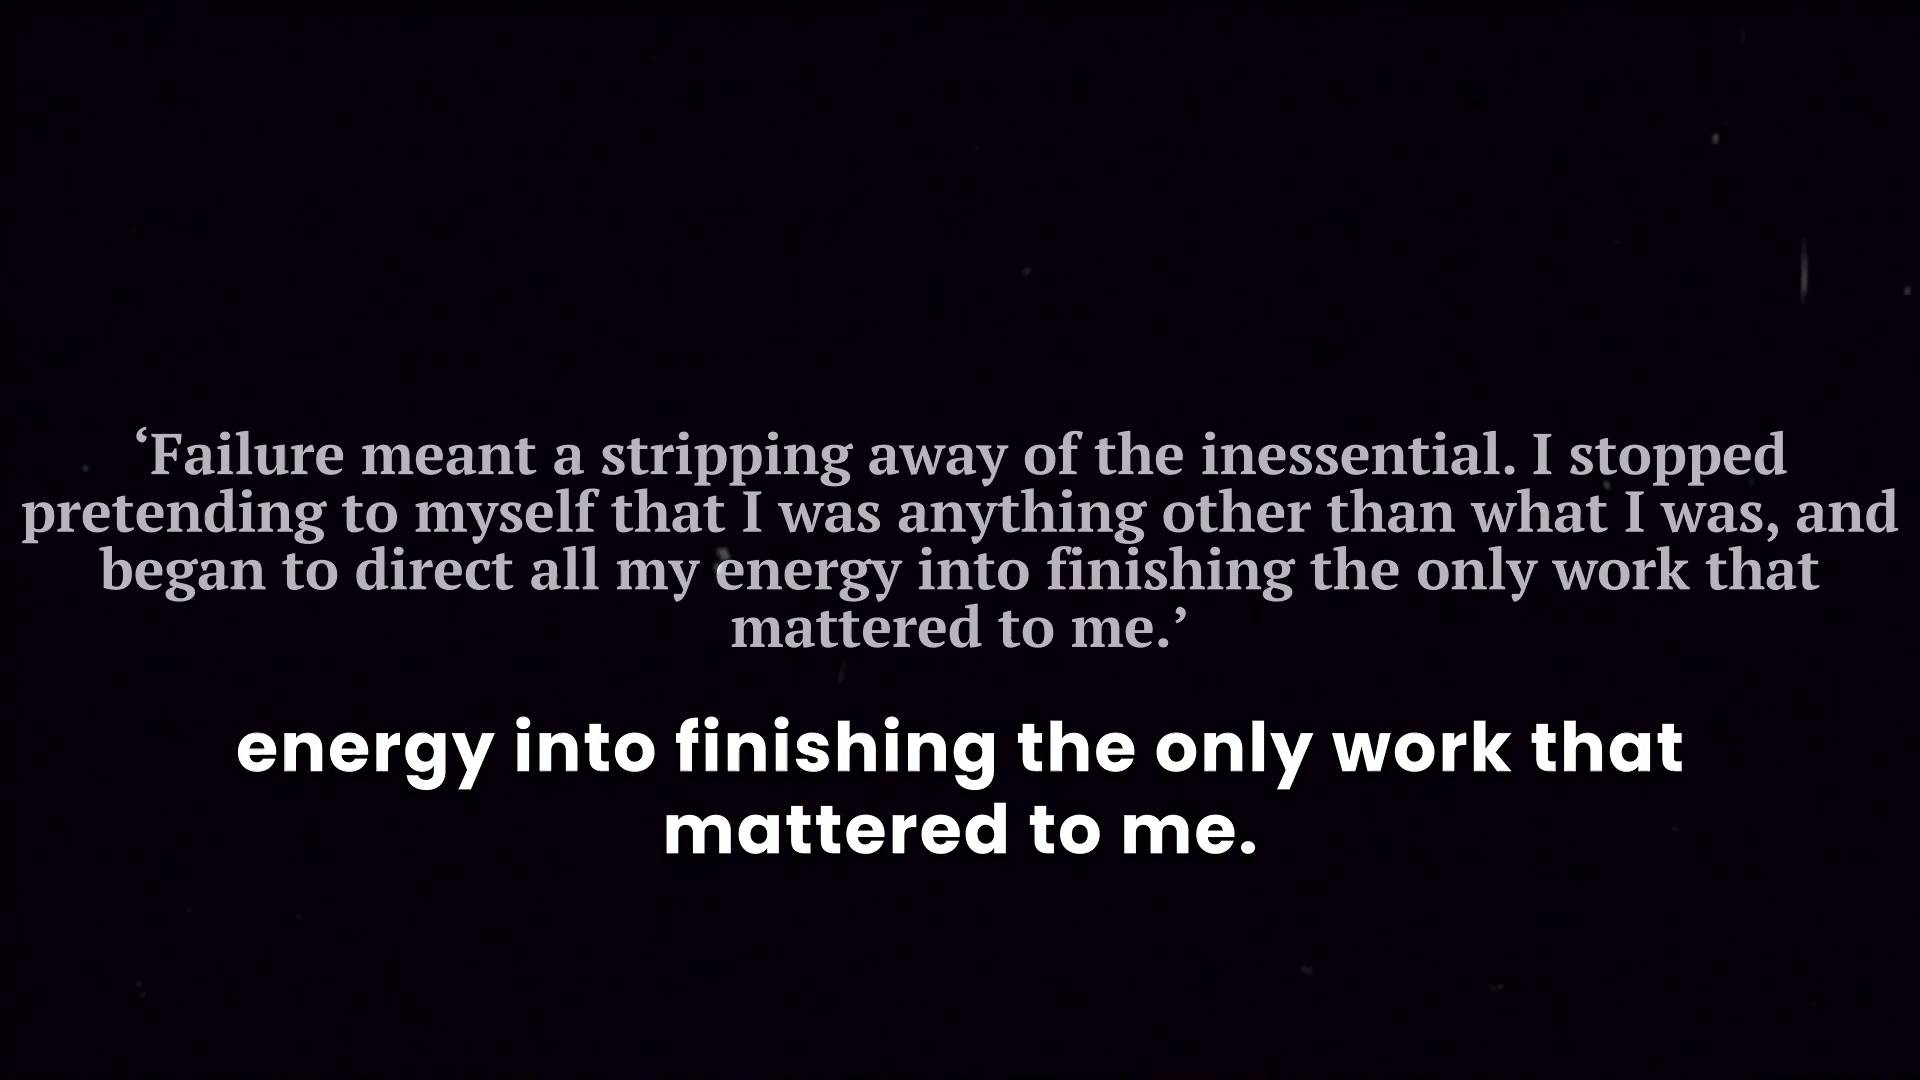 ‘Failure meant a stripping away of the inessential. I stopped
pretending to myself that I was anything other than what I was, and
began to direct all my energy into finishing the only work that
mattered to me.’
energy into finishing the only work that
mattered to me.